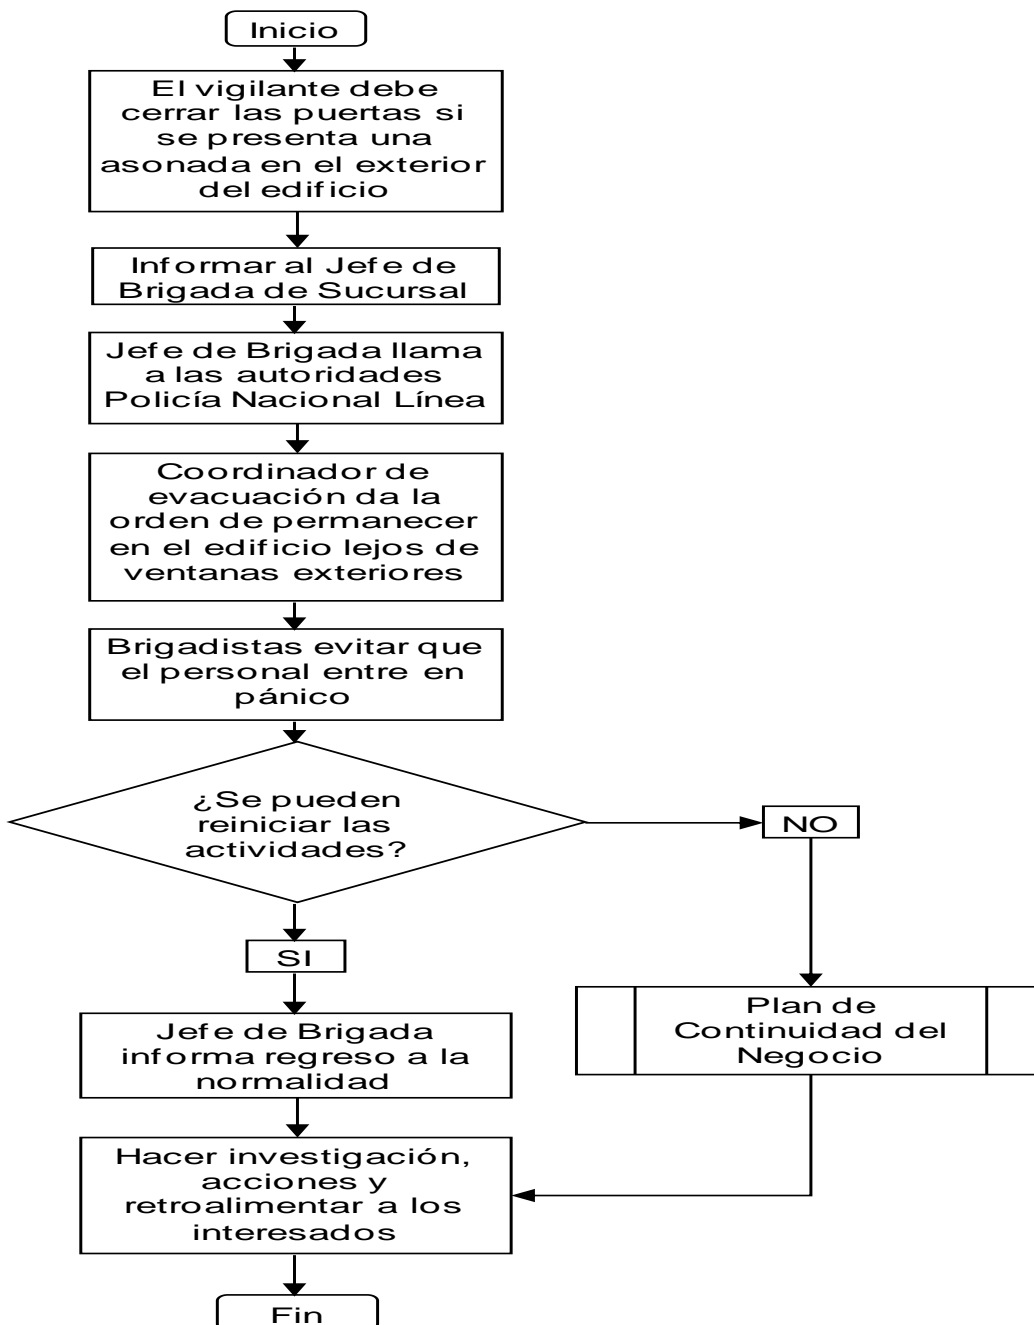 Inicio
El vigilante debe
cerrar las puertas si
se presenta una
asonada en el exterior
del edificio
Informar al Jefe de
Brigada de Sucursal
Jefe de Brigada llama
a las autoridades
Policía Nacional Línea
Coordinador de
evacuación da la
orden de permanecer
en el edificio lejos de
ventanas exteriores
Brigadistas evitar que
el personal entre en
pánico
¿Se pueden
reiniciar las
actividades?
NO
SI
Plan de
Continuidad del
Negocio
Jefe de Brigada
informa regreso a la
normalidad
Hacer investigación,
acciones y
retroalimentar a los
interesados
Fin